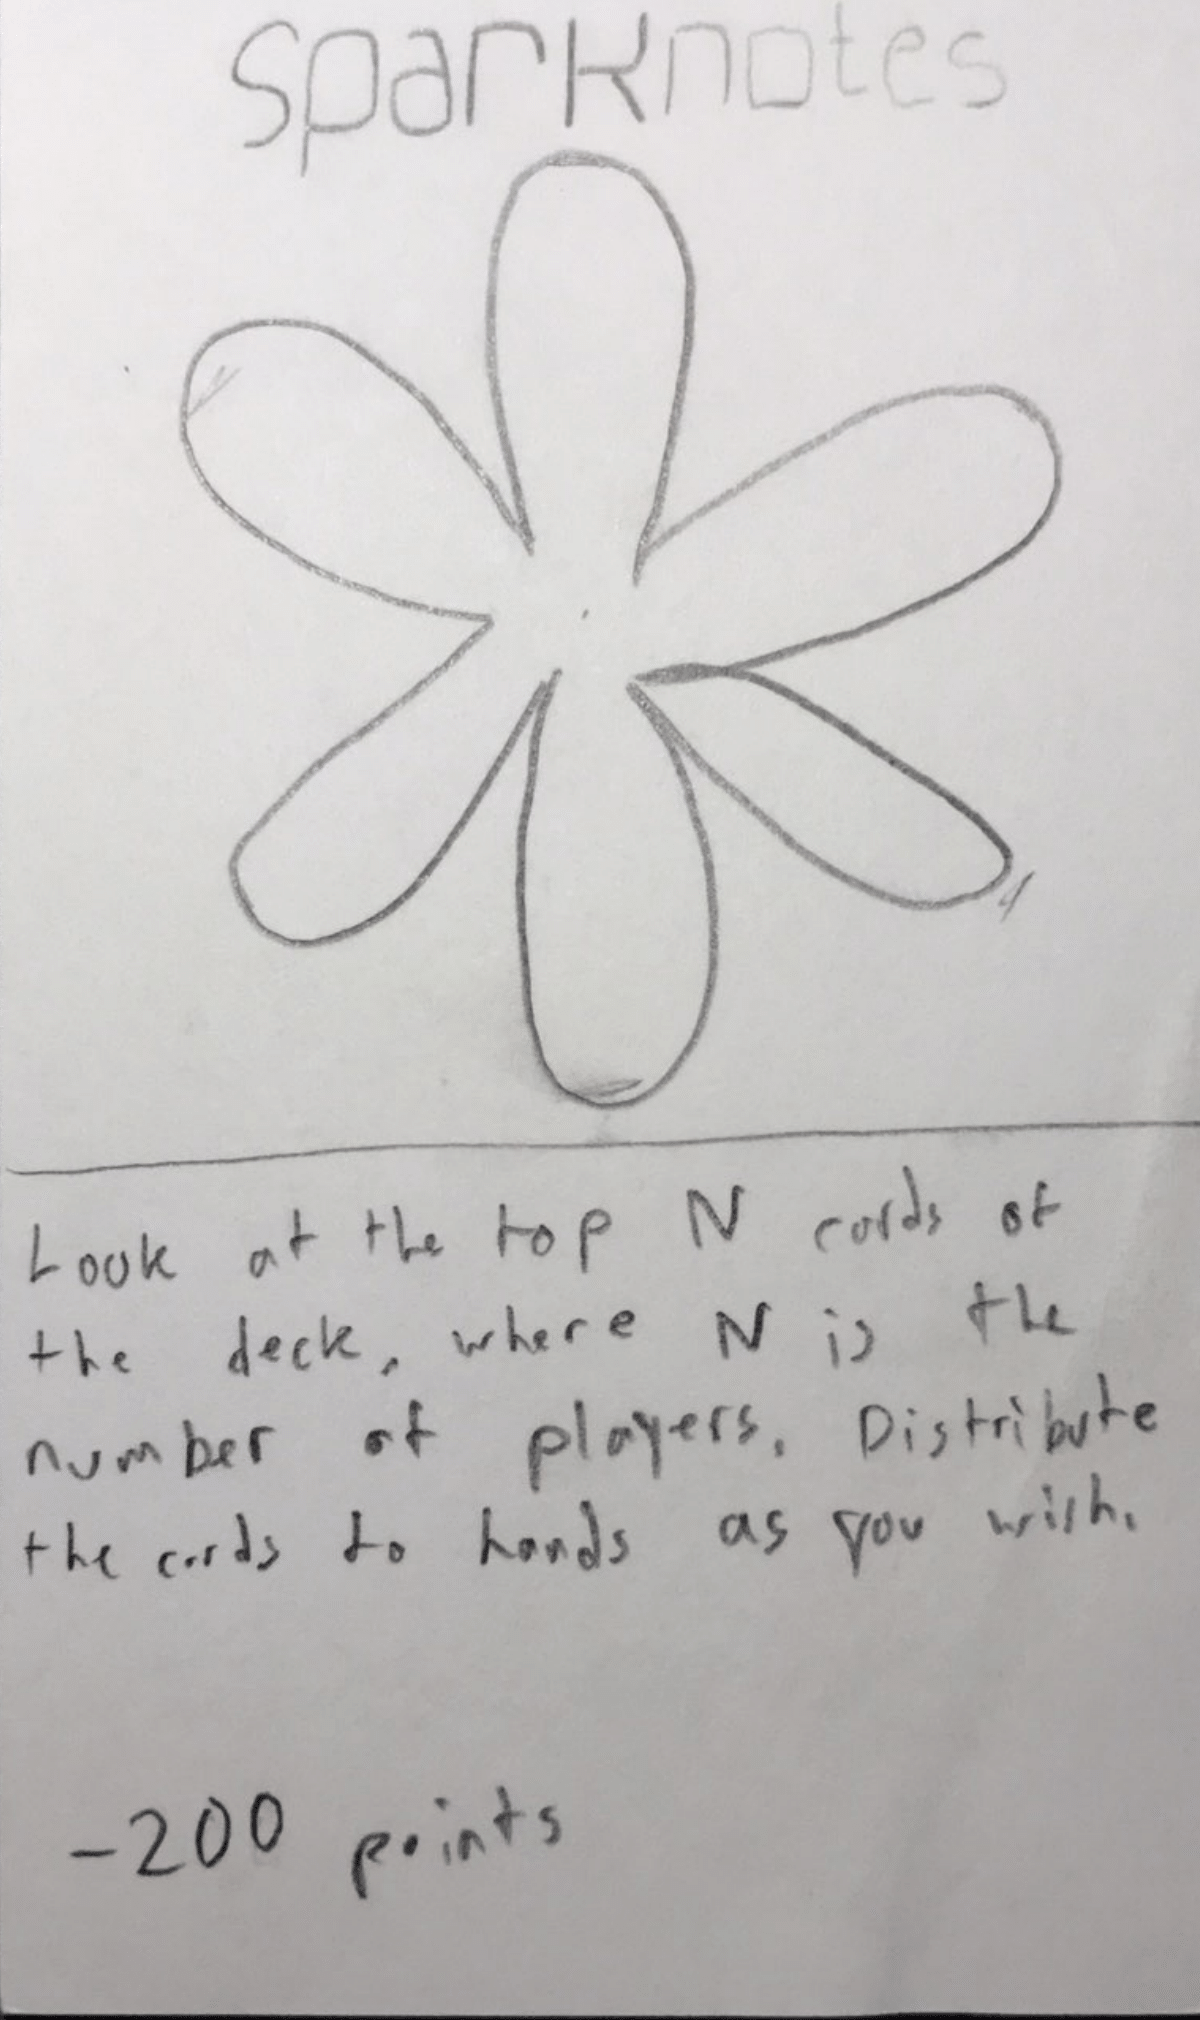 sparknotes
Look at the top N cards of
the deck, where N is the
number of players. Distribute
the cards to hands as you wish.
-200 points